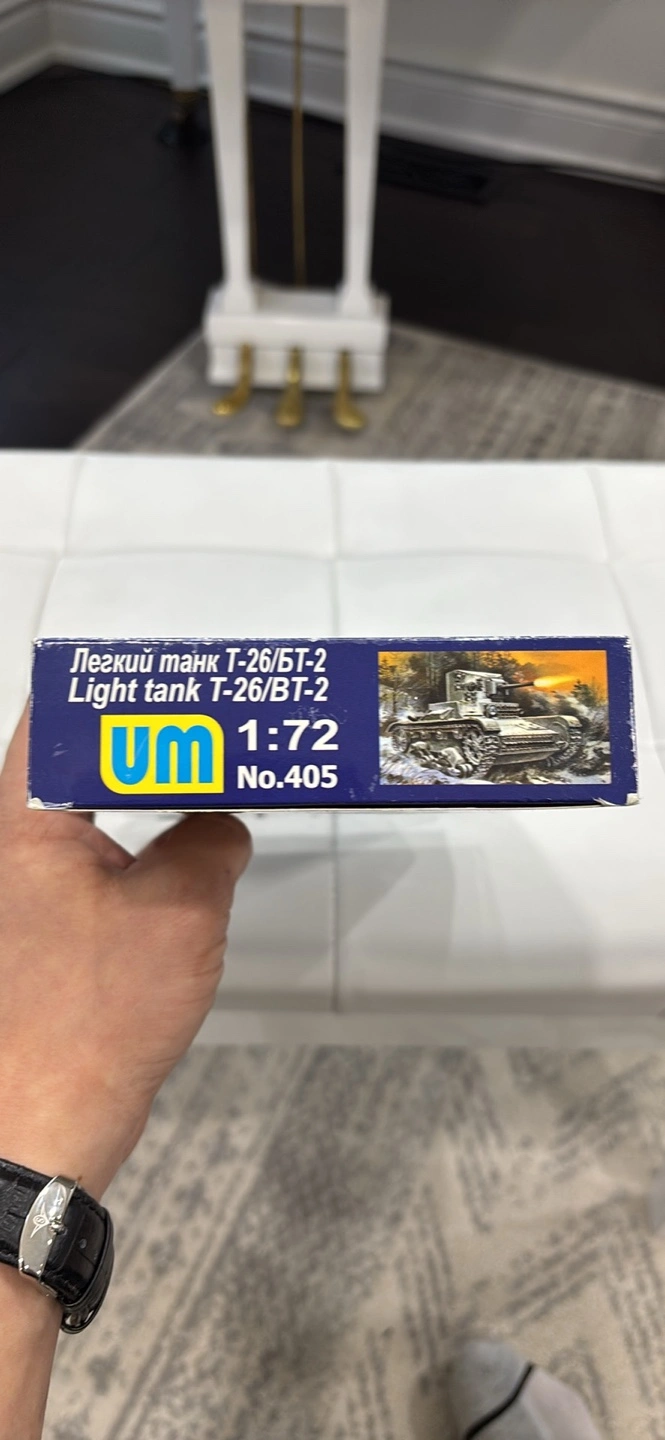 Легкий танк Т-26/БТ-2
Light tank T-26/BT-2
UM
1:72
No.405